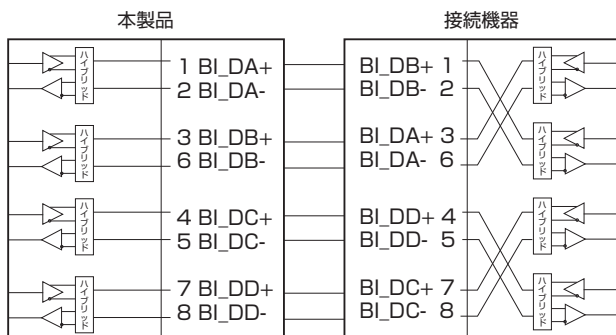 本製品
接続機器
ハイブリッド
1 BI_DA+
2 BI_DA-
ハイブリッド
3 BI_DB+
6 BI_DB-
ハイブリッド
4 BI_DC+
5 BI_DC-
ハイブリッド
7 BI_DD+
8 BI_DD-
BI_DB+ 1
BI_DB- 2
ハイブリッド
BI_DA+ 3
BI_DA- 6
ハイブリッド
BI_DD+ 4
BI_DD- 5
ハイブリッド
BI_DC+ 7
BI_DC- 8
ハイブリッド